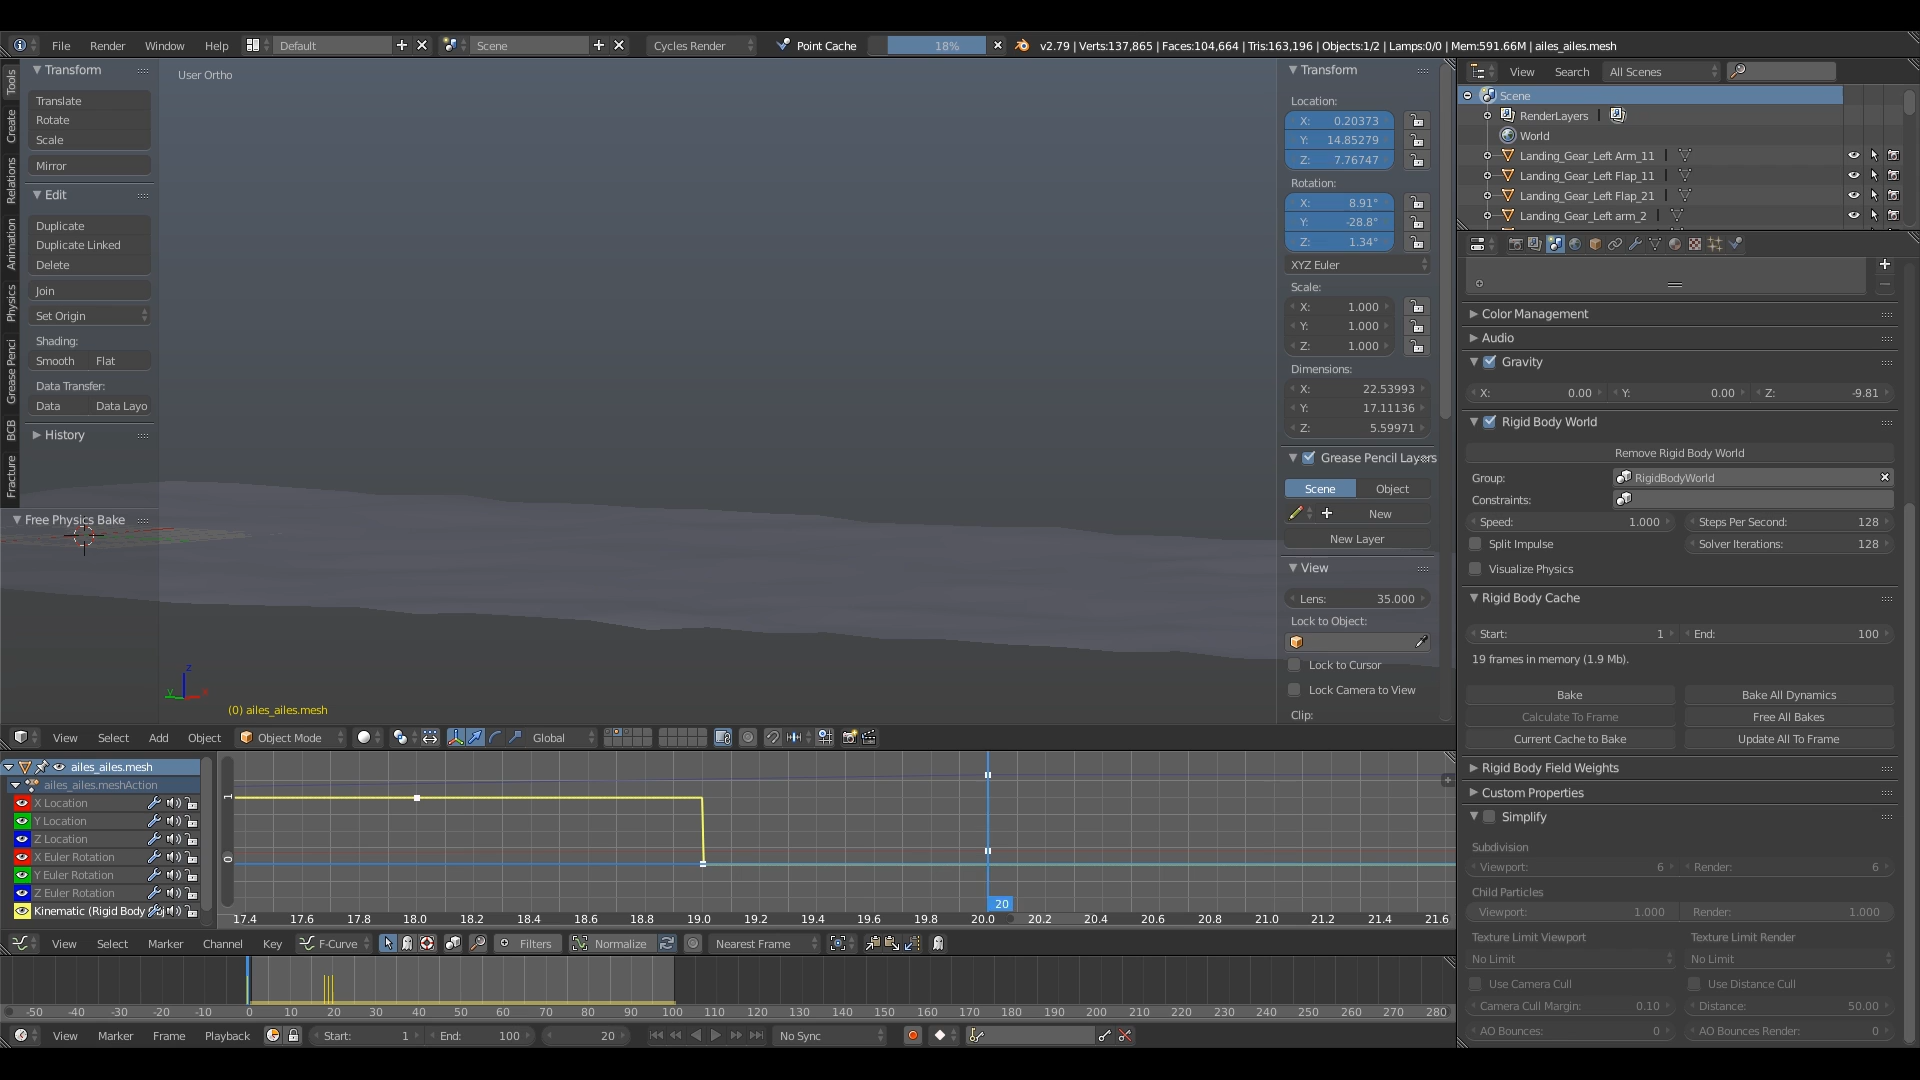 File Render Window Help Default Scene Cycles Render Point Cache 18% v2.79 | Verts:137,865 | Faces:104,664 | Tris:163,196 | Objects:1/2 | Lamps:0/0 | Mem:591.66M | ailes_ailes.mesh
Tools
Create
Relations
Animation
Physics
Grease Penci
BCB
Fracture
Transform
Translate
Rotate
Scale
Mirror
Edit
Duplicate
Duplicate Linked
Delete
Join
Set Origin
Shading:
Smooth Flat
Data Transfer:
Data Data Layo
History
Free Physics Bake
User Ortho
z
y
x
(0) ailes_ailes.mesh
Transform
Location:
X: 0.20373
Y: 14.85279
Z: 7.76747
Rotation:
X: 8.91°
Y: -28.8°
Z: 1.34°
XYZ Euler
Scale:
X: 1.000
Y: 1.000
Z: 1.000
Dimensions:
X: 22.53993
Y: 17.11136
Z: 5.59971
Grease Pencil Layers
Scene Object
New
New Layer
View
Lens: 35.000
Lock to Object:
Lock to Cursor
Lock Camera to View
Clip:
View Search All Scenes
Scene
RenderLayers |
World
Landing_Gear_Left Arm_11 |
Landing_Gear_Left Flap_11 |
Landing_Gear_Left Flap_21 |
Landing_Gear_Left arm_2 |
Color Management
Audio
Gravity
X: 0.00 Y: 0.00 Z: -9.81
Rigid Body World
Remove Rigid Body World
Group: RigidBodyWorld
Constraints:
Speed: 1.000 Steps Per Second: 128
Split Impulse Solver Iterations: 128
Visualize Physics
Rigid Body Cache
Start: 1 End: 100
19 frames in memory (1.9 Mb).
Bake Bake All Dynamics
Calculate To Frame Free All Bakes
Current Cache to Bake Update All To Frame
Rigid Body Field Weights
Custom Properties
Simplify
Subdivision
Viewport: 6 Render: 6
Child Particles
Viewport: 1.000 Render: 1.000
Texture Limit Viewport Texture Limit Render
No Limit No Limit
Use Camera Cull Use Distance Cull
Camera Cull Margin: 0.10 Distance: 50.00
AO Bounces: 0 AO Bounces Render: 0
View Select Add Object Object Mode Global
ailes_ailes.mesh
ailes_ailes.meshAction
X Location
Y Location
Z Location
X Euler Rotation
Y Euler Rotation
Z Euler Rotation
Kinematic (Rigid Body
1
0
20
17.4 17.6 17.8 18.0 18.2 18.4 18.6 18.8 19.0 19.2 19.4 19.6 19.8 20.0 20.2 20.4 20.6 20.8 21.0 21.2 21.4 21.6
View Select Marker Channel Key F-Curve Filters Normalize Nearest Frame
-50 -40 -30 -20 -10 0 10 20 30 40 50 60 70 80 90 100 110 120 130 140 150 160 170 180 190 200 210 220 230 240 250 260 270 280
View Marker Frame Playback Start: 1 End: 100 20 No Sync